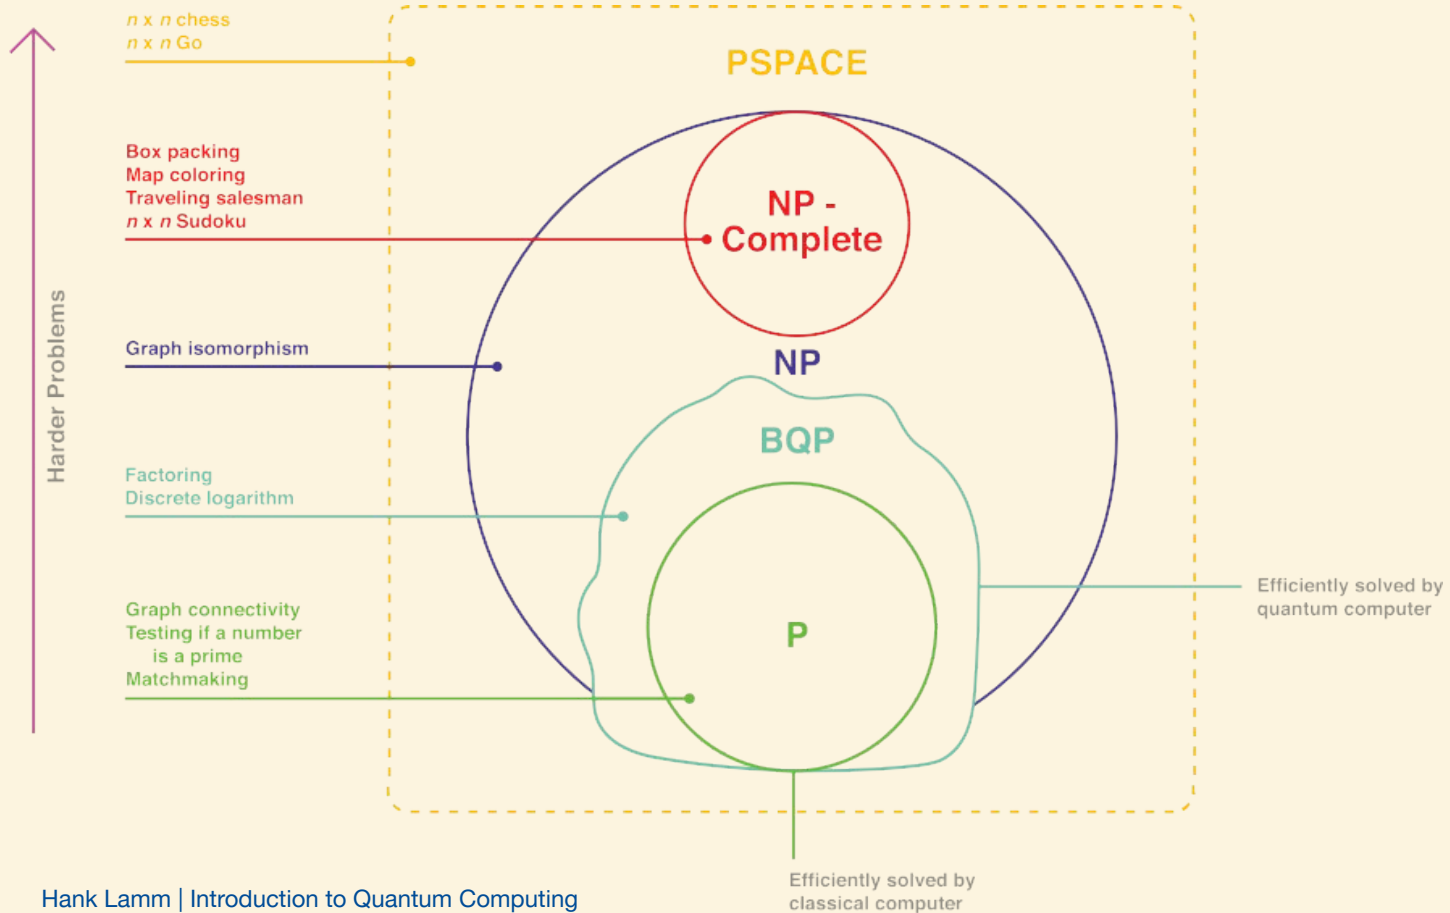 n x n chess
n x n Go
PSPACE
Box packing
Map coloring
Traveling salesman
n x n Sudoku
NP -
Complete
Harder Problems
Graph isomorphism
NP
BQP
Factoring
Discrete logarithm
Efficiently solved by
quantum computer
Graph connectivity
Testing if a number
is a prime
Matchmaking
P
Efficiently solved by
classical computer
Hank Lamm | Introduction to Quantum Computing